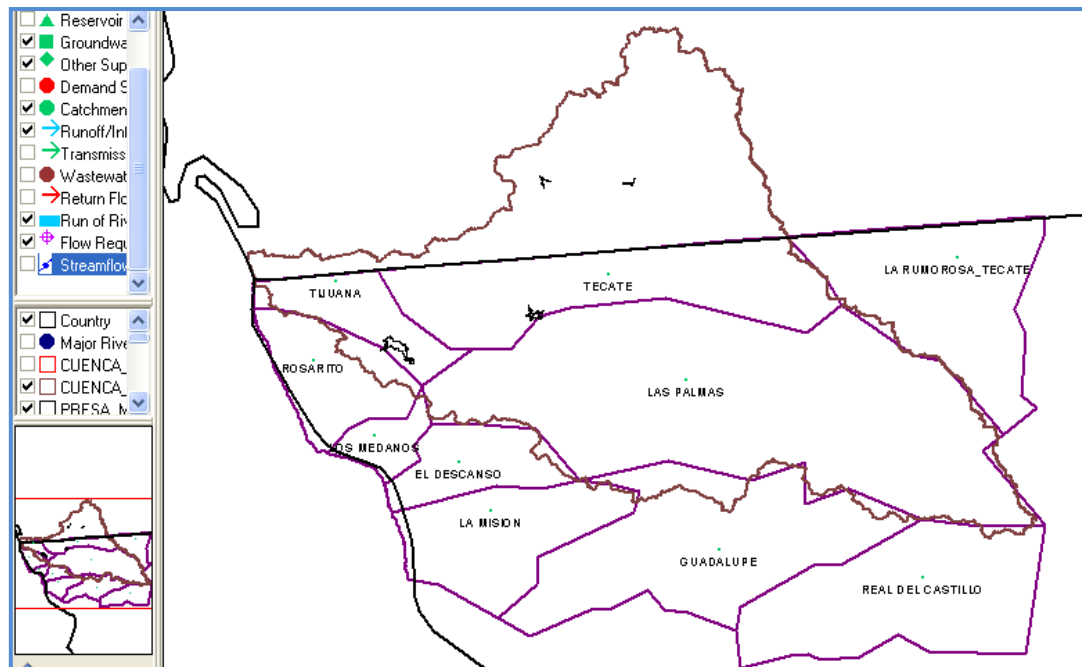 Reservoir
Groundwa
Other Sup
Demand S
Catchmen
Runoff/Inl
Transmiss
Wastewat
Return Flo
Run of Riv
Flow Requ
Streamflow
Country
Major Rive
CUENCA_
CUENCA_
PRESA_M
LA RUMOROSA_TECATE
TIJUANA
TECATE
ROSARITO
LAS PALMAS
LOS MEDANOS
EL DESCANSO
LA MISION
GUADALUPE
REAL DEL CASTILLO